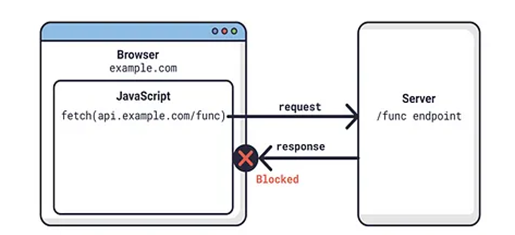 Browser
example.com
JavaScript
fetch(api.example.com/func)
request
response
Blocked
Server
/func endpoint